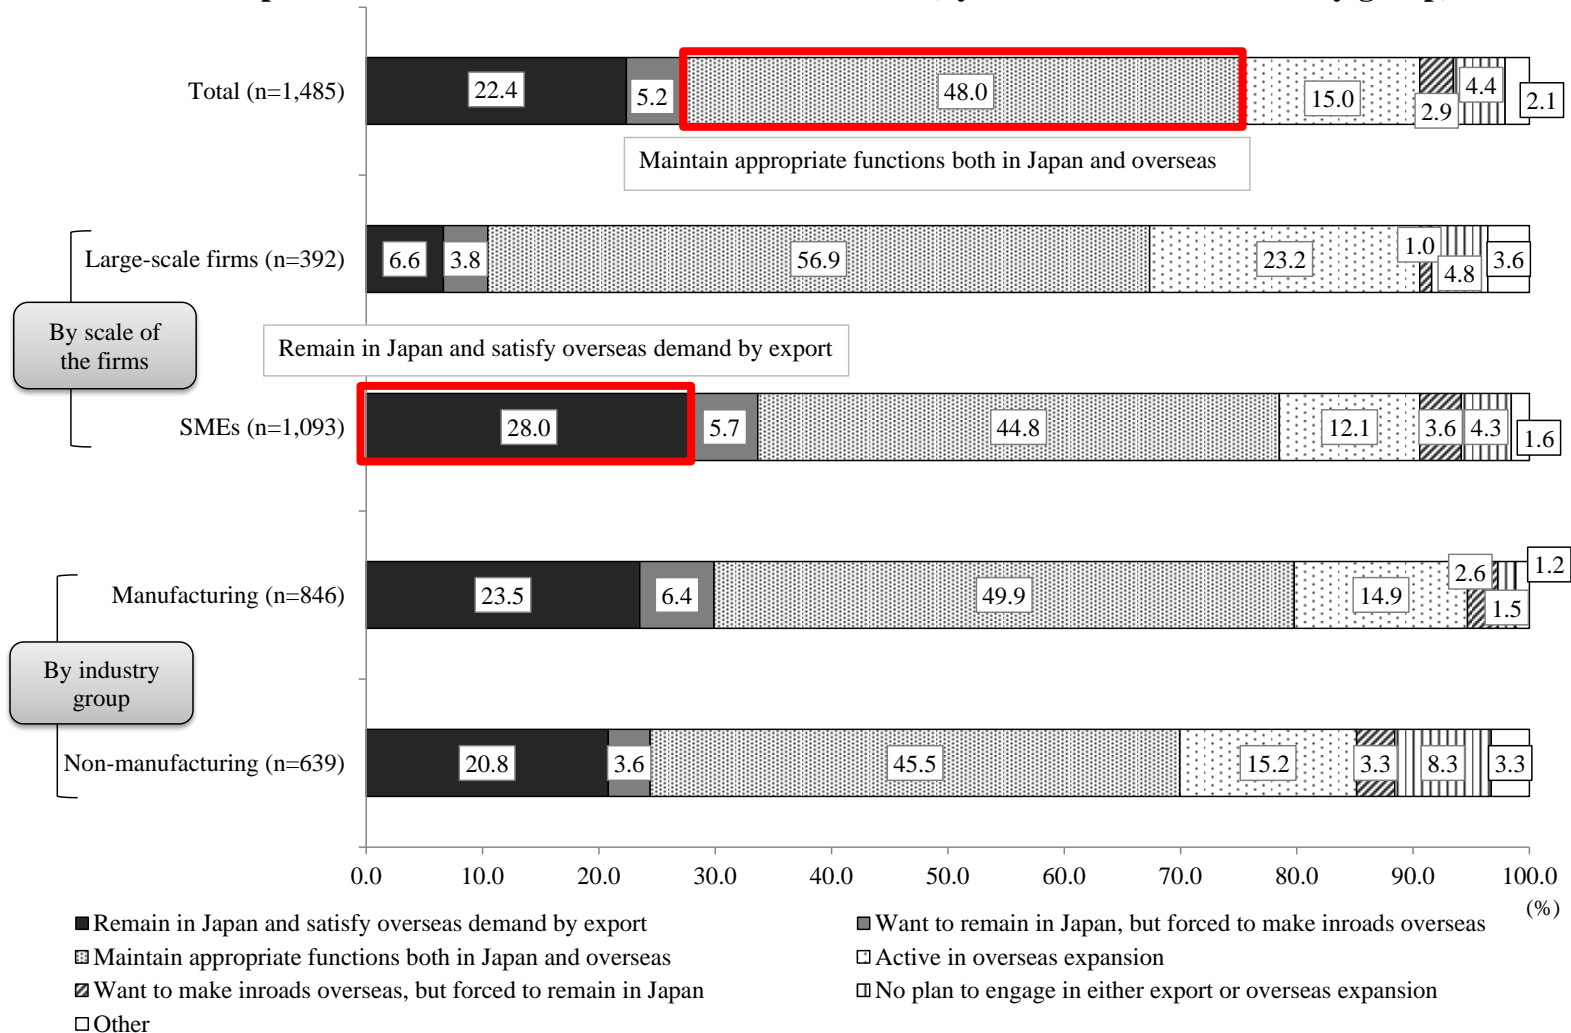 Total (n=1,485)
22.4
5.2
48.0
15.0
2.9
4.4
2.1
Maintain appropriate functions both in Japan and overseas
Large-scale firms (n=392)
6.6
3.8
56.9
23.2
1.0
4.8
3.6
By scale of
the firms
Remain in Japan and satisfy overseas demand by export
SMEs (n=1,093)
28.0
5.7
44.8
12.1
3.6
4.3
1.6
Manufacturing (n=846)
23.5
6.4
49.9
14.9
2.6
1.5
1.2
By industry
group
Non-manufacturing (n=639)
20.8
3.6
45.5
15.2
3.3
8.3
3.3
0.0 10.0 20.0 30.0 40.0 50.0 60.0 70.0 80.0 90.0 100.0
(%)
Remain in Japan and satisfy overseas demand by export
Want to remain in Japan, but forced to make inroads overseas
Maintain appropriate functions both in Japan and overseas
Active in overseas expansion
Want to make inroads overseas, but forced to remain in Japan
No plan to engage in either export or overseas expansion
Other